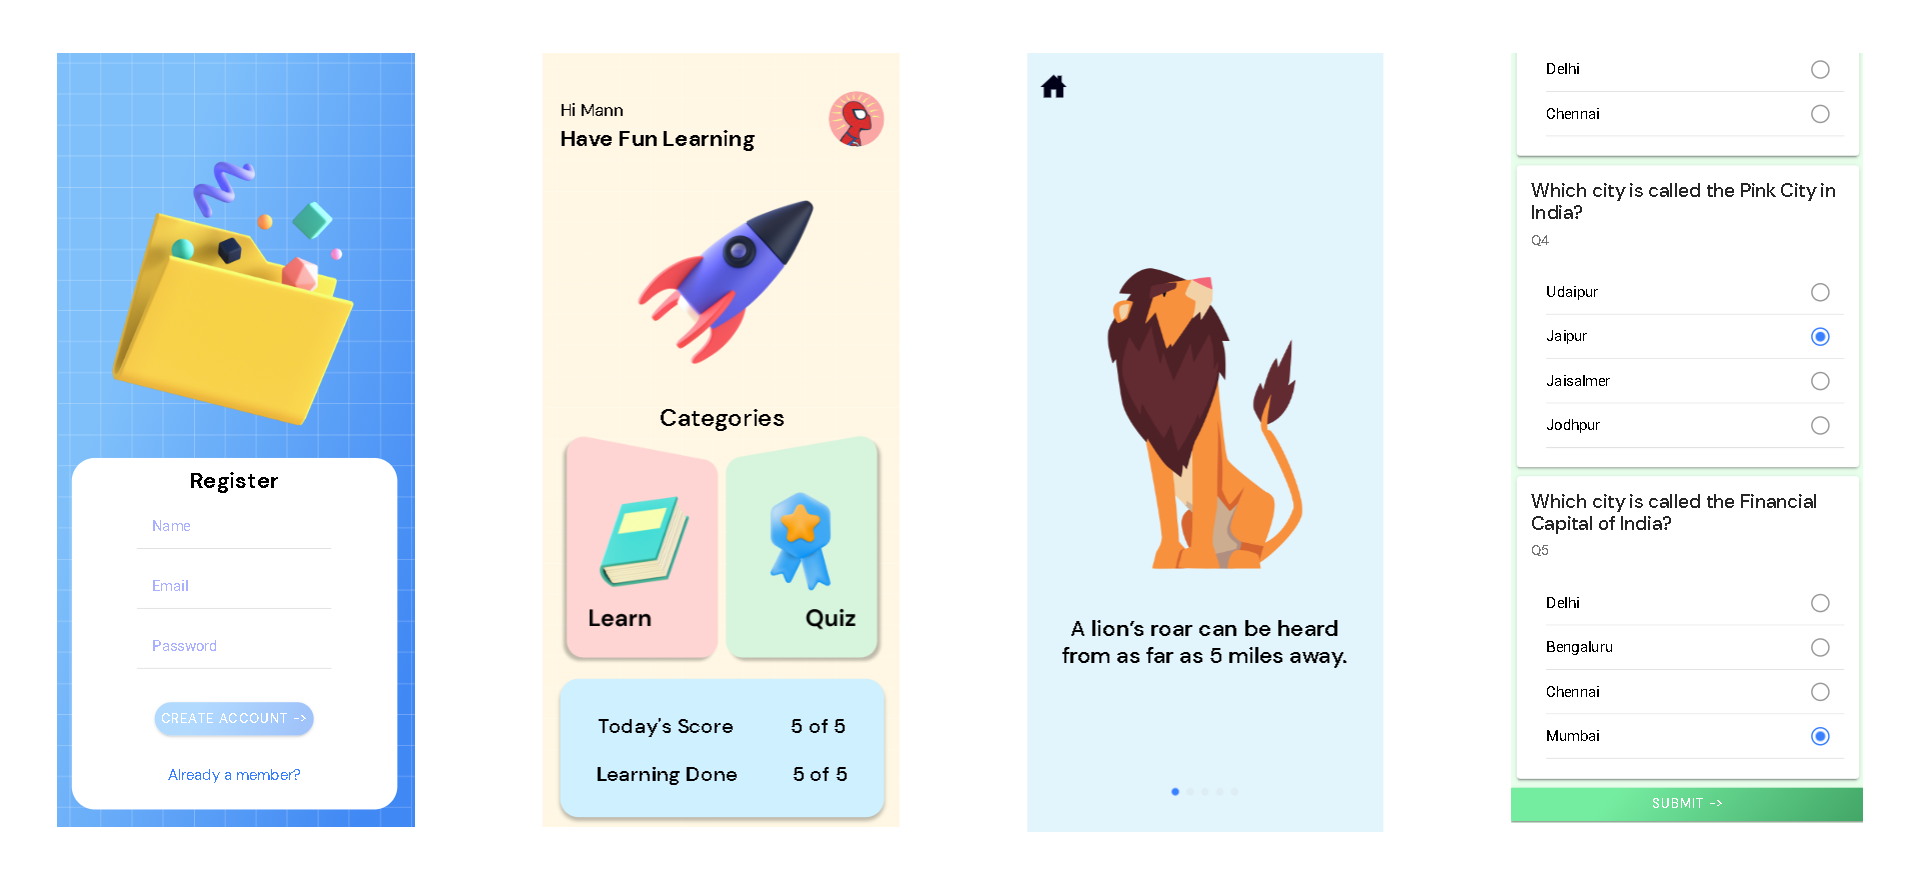 Register
Name
Email
Password
CREATE ACCOUNT ->
Already a member?
Hi Mann
Have Fun Learning
Categories
Learn
Quiz
Today's Score 5 of 5
Learning Done 5 of 5
A lion's roar can be heard
from as far as 5 miles away.
Delhi
Chennai
Which city is called the Pink City in
India?
Q4
Udaipur
Jaipur
Jaisalmer
Jodhpur
Which city is called the Financial
Capital of India?
Q5
Delhi
Bengaluru
Chennai
Mumbai
SUBMIT ->